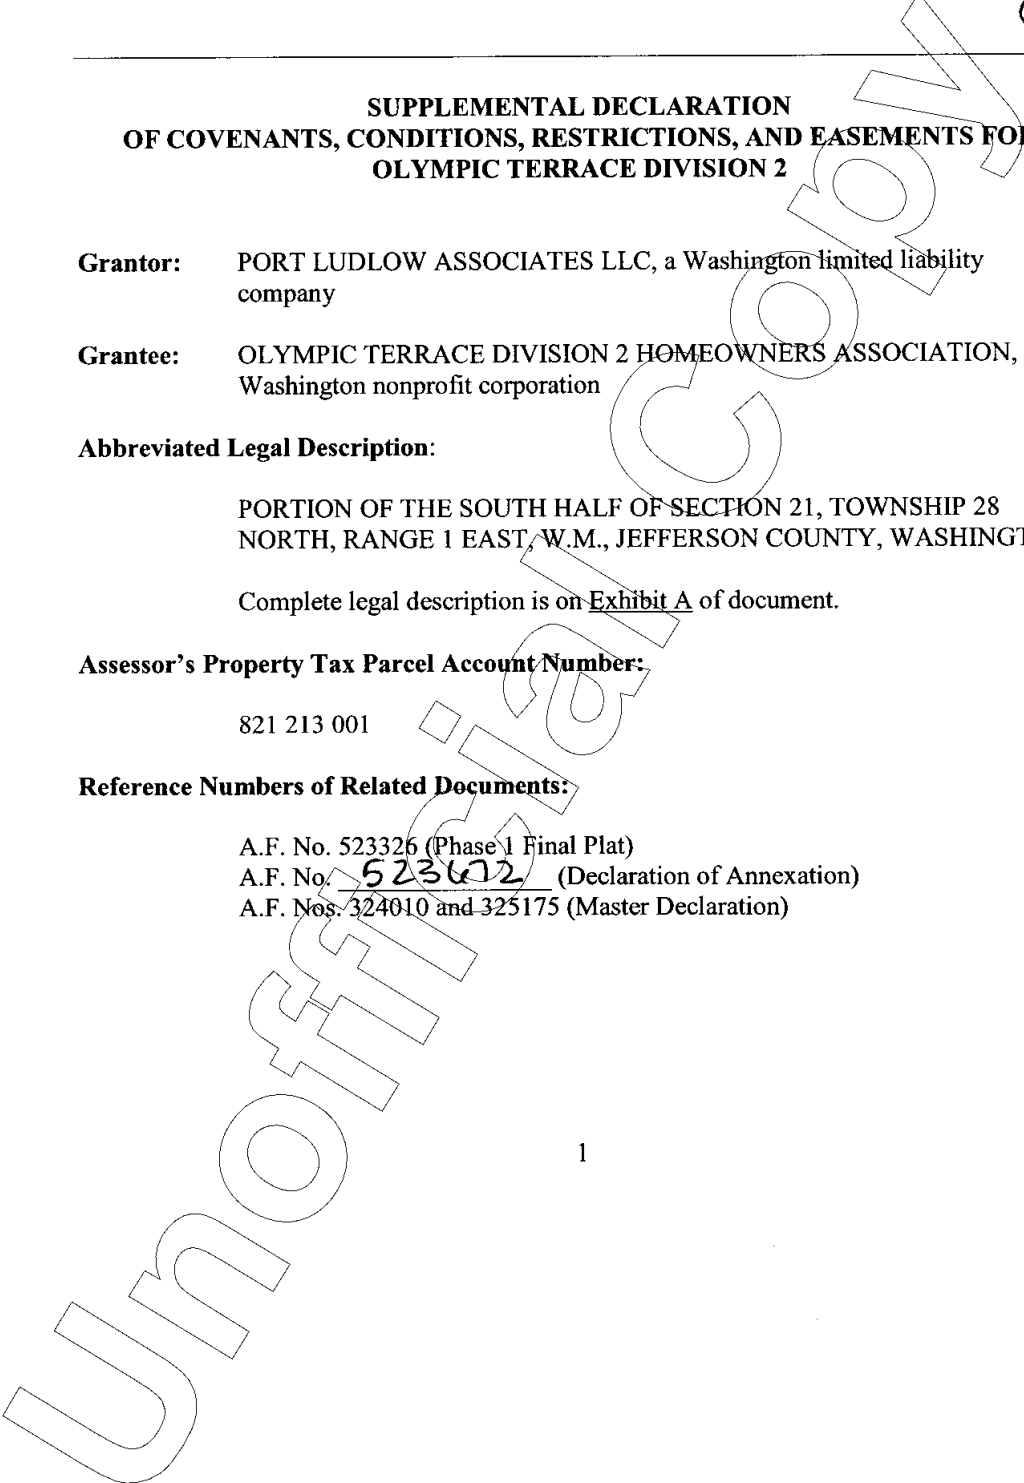 SUPPLEMENTAL DECLARATION
OF COVENANTS, CONDITIONS, RESTRICTIONS, AND EASEMENTS FO
OLYMPIC TERRACE DIVISION 2
Grantor: PORT LUDLOW ASSOCIATES LLC, a Washington limited liability
company
Grantee: OLYMPIC TERRACE DIVISION 2 HOMEOWNERS ASSOCIATION,
Washington nonprofit corporation
Abbreviated Legal Description:
PORTION OF THE SOUTH HALF OF SECTION 21, TOWNSHIP 28
NORTH, RANGE 1 EAST, W.M., JEFFERSON COUNTY, WASHINGT
Complete legal description is on Exhibit A of document.
Assessor's Property Tax Parcel Account Number:
821 213 001
Reference Numbers of Related Documents:
A.F. No. 523326 (Phase 1 Final Plat)
A.F. No. 523672 (Declaration of Annexation)
A.F. Nos. 324010 and 325175 (Master Declaration)
1
Unofficial Copy